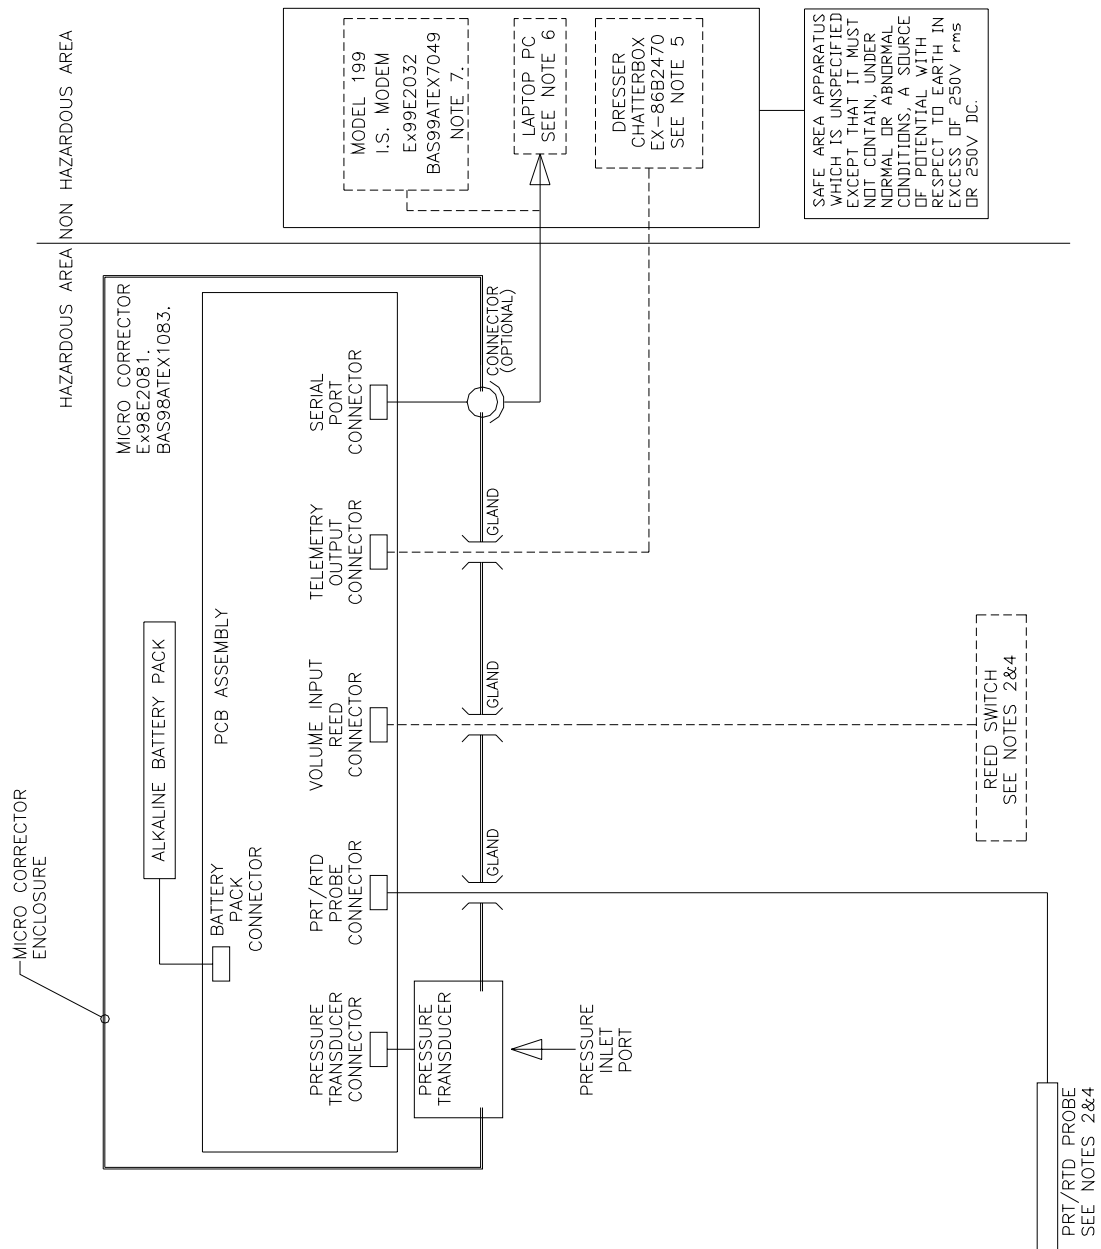 HAZARDOUS AREA
NON HAZARDOUS AREA
MICRO CORRECTOR
ENCLOSURE
MICRO CORRECTOR
Ex98E2081.
BAS98ATEX1083.
ALKALINE BATTERY PACK
PCB ASSEMBLY
BATTERY
PACK
CONNECTOR
PRESSURE
TRANSDUCER
CONNECTOR
PRT/RTD
PROBE
CONNECTOR
VOLUME INPUT
REED
CONNECTOR
TELEMETRY
OUTPUT
CONNECTOR
SERIAL
PORT
CONNECTOR
PRESSURE
TRANSDUCER
GLAND
GLAND
GLAND
CONNECTOR
(OPTIONAL)
PRESSURE
INLET
PORT
MODEL 199
I.S. MODEM
Ex99E2032
BAS99ATEX7049
NOTE 7.
LAPTOP PC
SEE NOTE 6
DRESSER
CHATTERBOX
EX-86B2470
SEE NOTE 5
SAFE AREA APPARATUS
WHICH IS UNSPECIFIED
EXCEPT THAT IT MUST
NOT CONTAIN, UNDER
NORMAL OR ABNORMAL
CONDITIONS, A SOURCE
OF POTENTIAL WITH
RESPECT TO EARTH IN
EXCESS OF 250V rms
OR 250V DC.
REED SWITCH
SEE NOTES 2&4
PRT/RTD PROBE
SEE NOTES 2&4